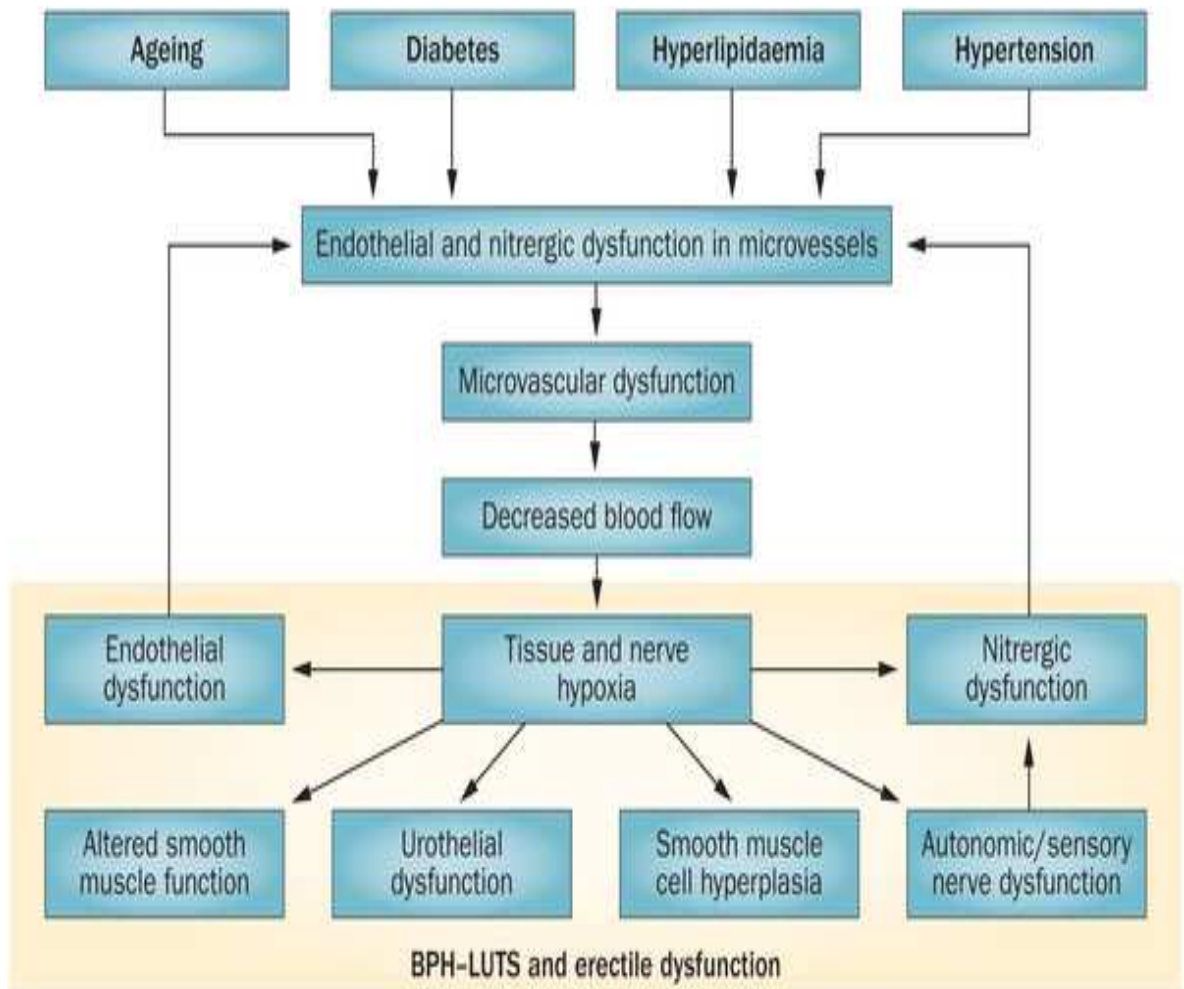 Ageing
Diabetes
Hyperlipidaemia
Hypertension
Endothelial and nitrergic dysfunction in microvessels
Microvascular dysfunction
Decreased blood flow
Endothelial
dysfunction
Tissue and nerve
hypoxia
Nitrergic
dysfunction
Altered smooth
muscle function
Urothelial
dysfunction
Smooth muscle
cell hyperplasia
Autonomic/sensory
nerve dysfunction
BPH–LUTS and erectile dysfunction